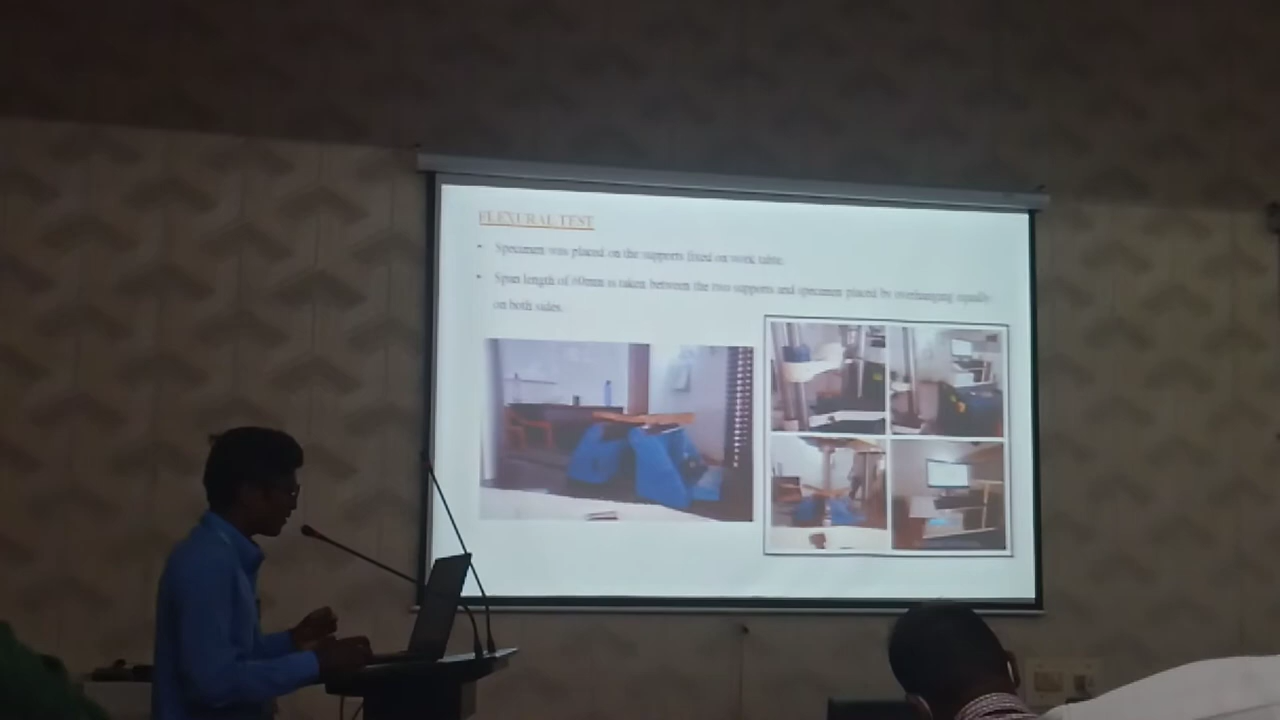 FLEXURAL TEST
• Specimen was placed on the supports fixed on work table.
• Span length of 60mm is taken between the two supports and specimen placed by overhanging equally
on both sides.